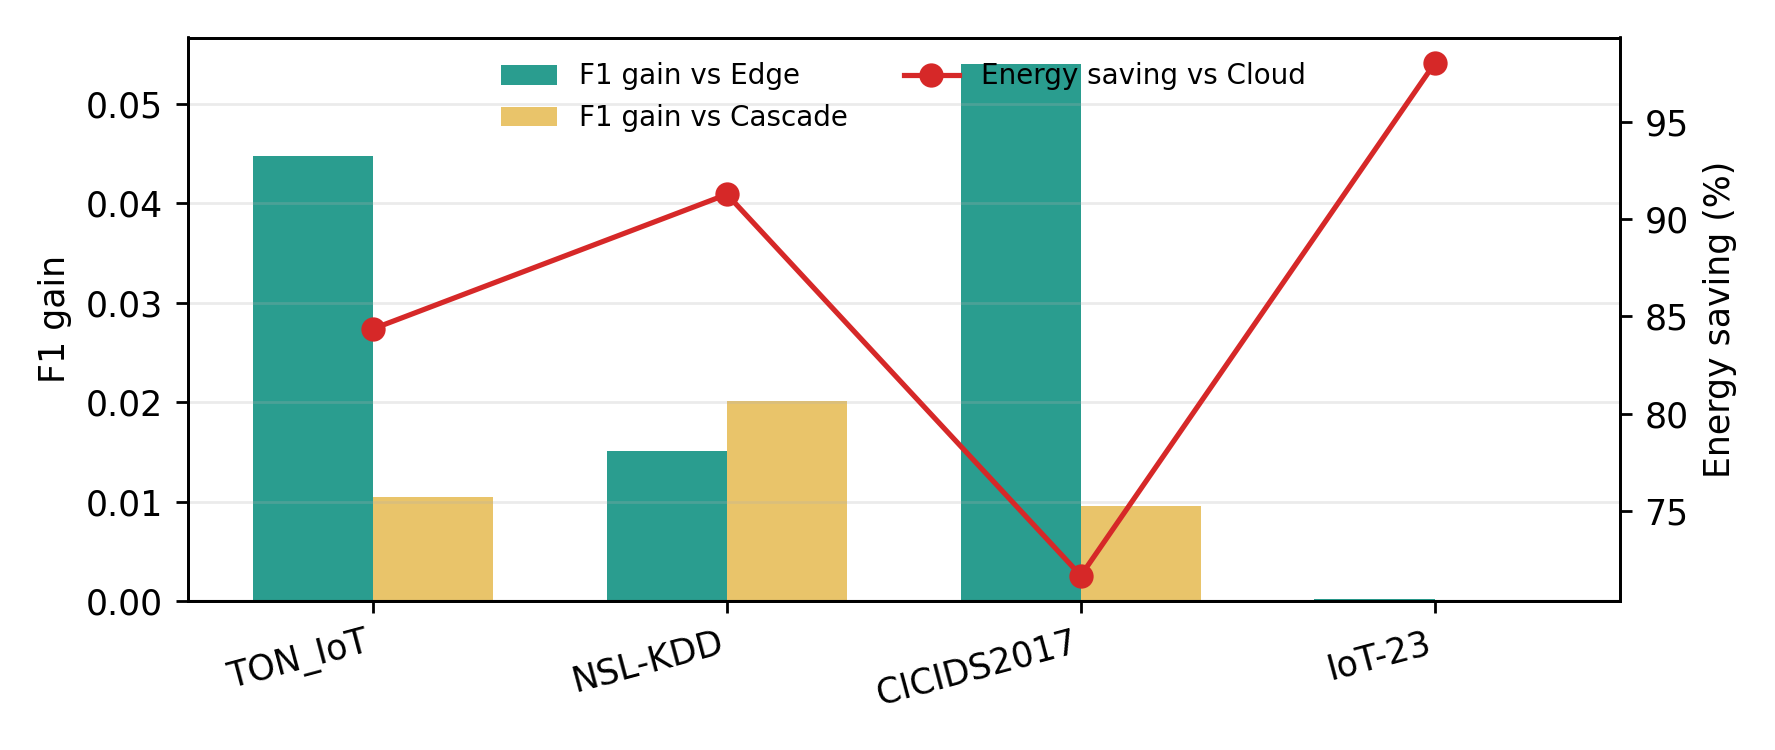 F1 gain vs Edge
F1 gain vs Cascade
Energy saving vs Cloud
F1 gain
0.05
0.04
0.03
0.02
0.01
0.00
95
90
85
80
75
Energy saving (%)
TON_IoT
NSL-KDD
CICIDS2017
IoT-23